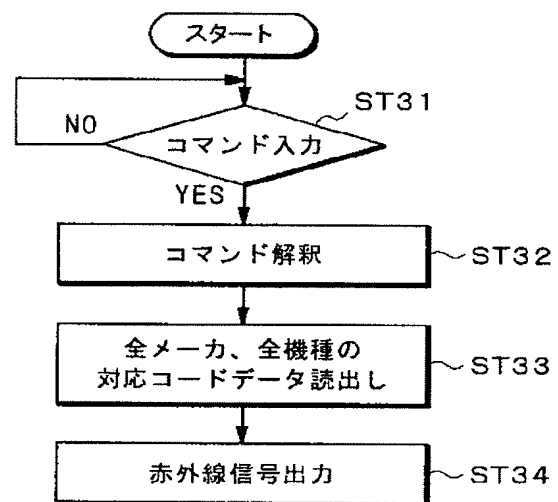 スタート
ST31
NO
コマンド入力
YES
コマンド解釈
ST32
全メーカ、全機種の
対応コードデータ読出し
ST33
赤外線信号出力
ST34